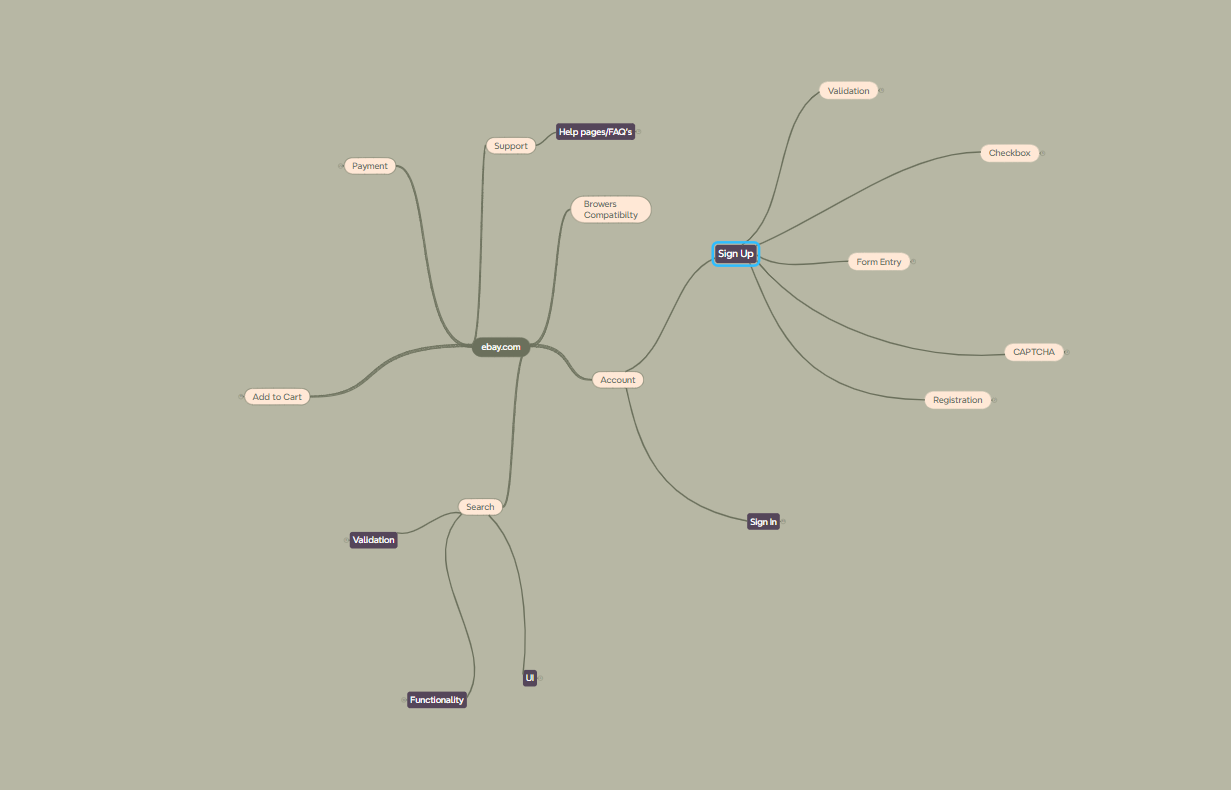 Validation
Help pages/FAQ's
Support
Checkbox
Payment
Browers
Compatibilty
Sign Up
Form Entry
ebay.com
CAPTCHA
Account
Add to Cart
Registration
Search
Sign In
Validation
UI
Functionality